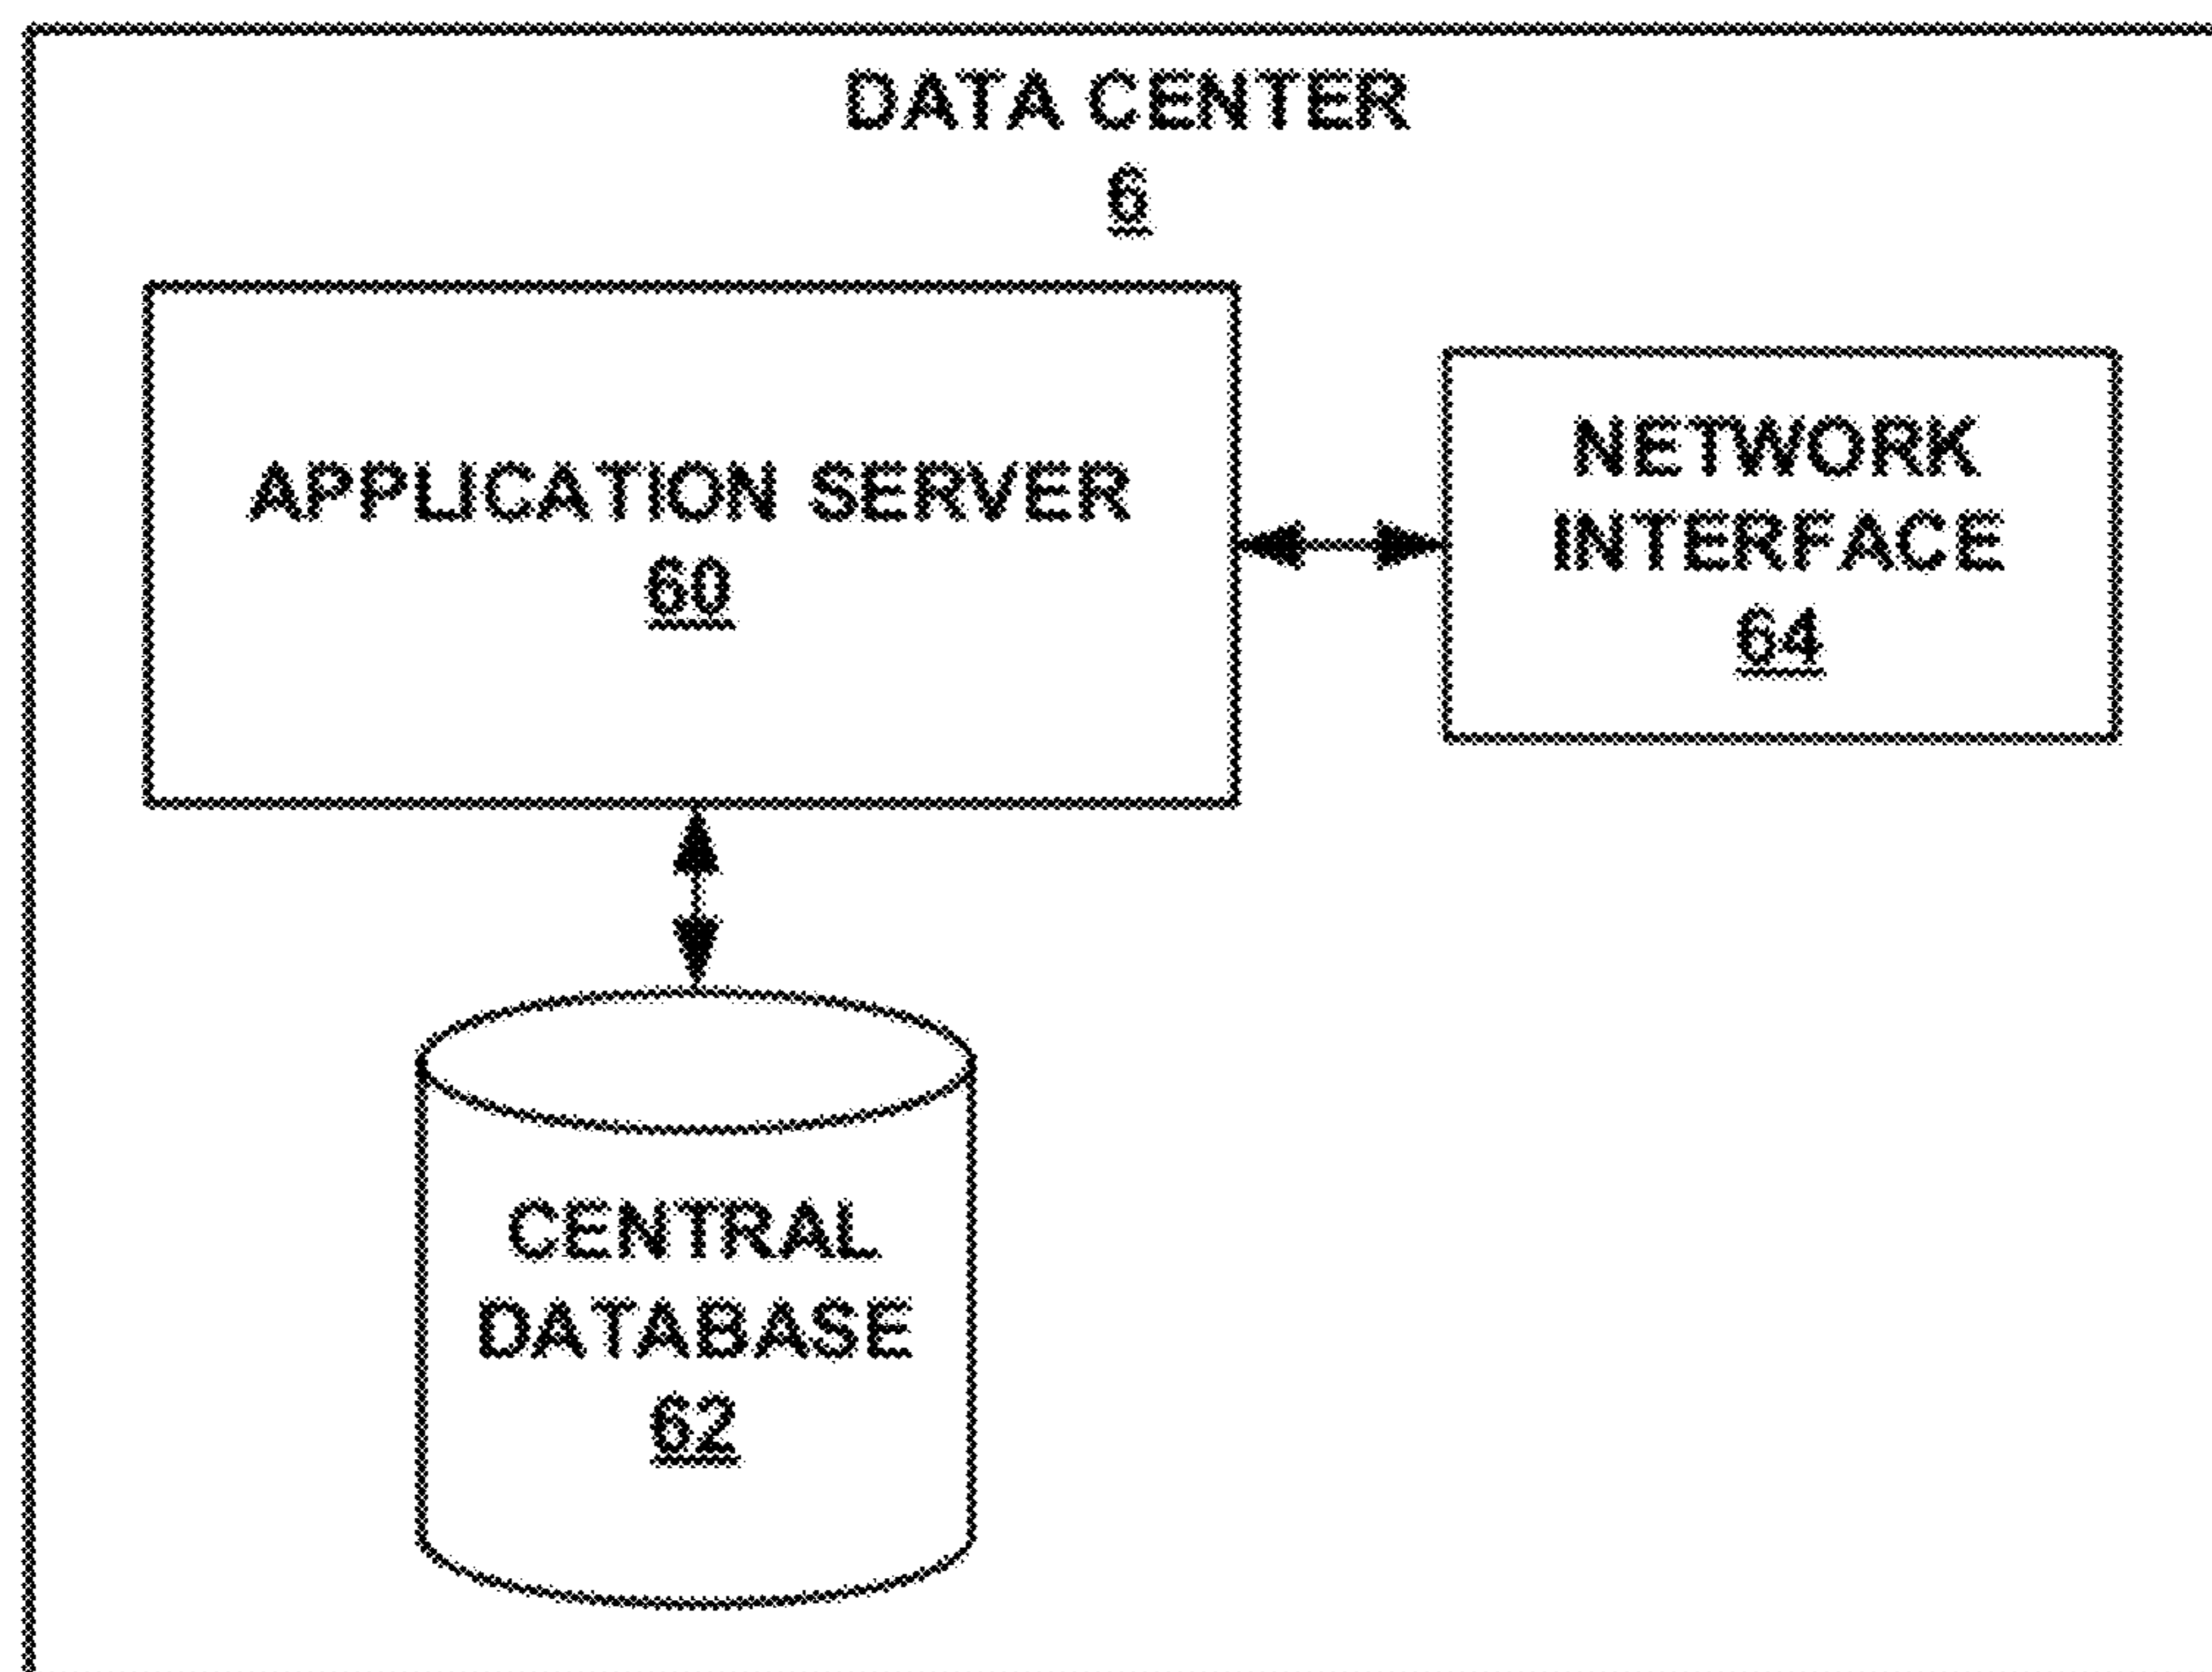 DATA CENTER
6
APPLICATION SERVER
60
NETWORK
INTERFACE
64
CENTRAL
DATABASE
62